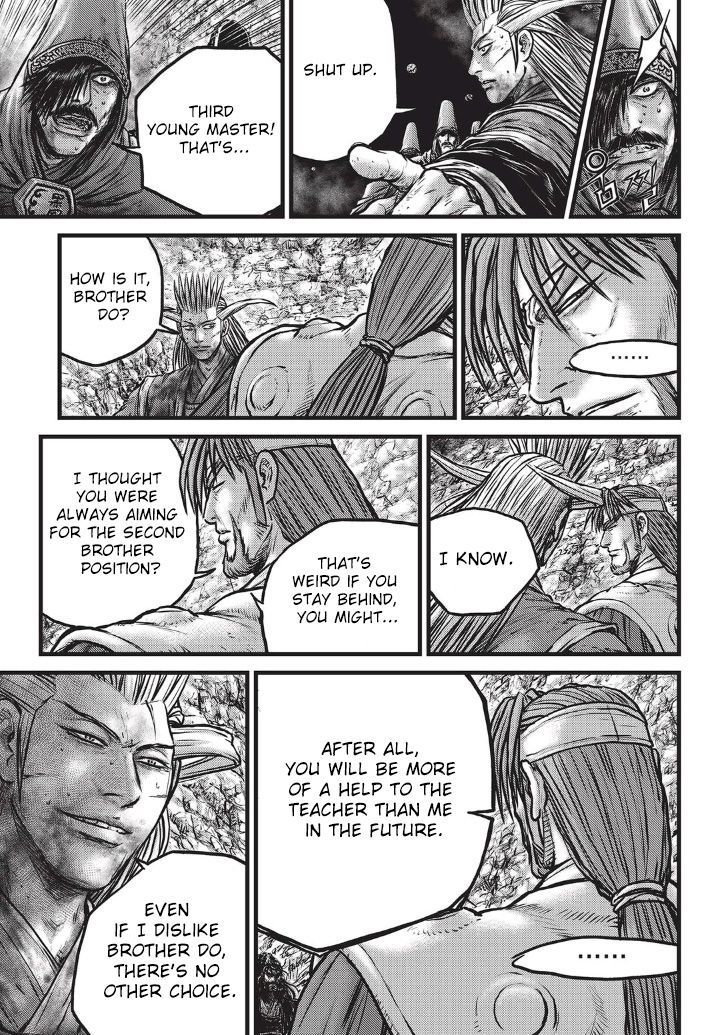 THIRD
YOUNG MASTER!
THAT'S...
SHUT UP.
움찔
HOW IS IT,
BROTHER
DO?
......
I THOUGHT
YOU WERE
ALWAYS AIMING
FOR THE SECOND
BROTHER
POSITION?
THAT'S
WEIRD IF YOU
STAY BEHIND,
YOU MIGHT...
I KNOW.
EVEN
IF I DISLIKE
BROTHER DO,
THERE'S NO
OTHER CHOICE.
AFTER ALL,
YOU WILL BE MORE
OF A HELP TO THE
TEACHER THAN ME
IN THE FUTURE.
......